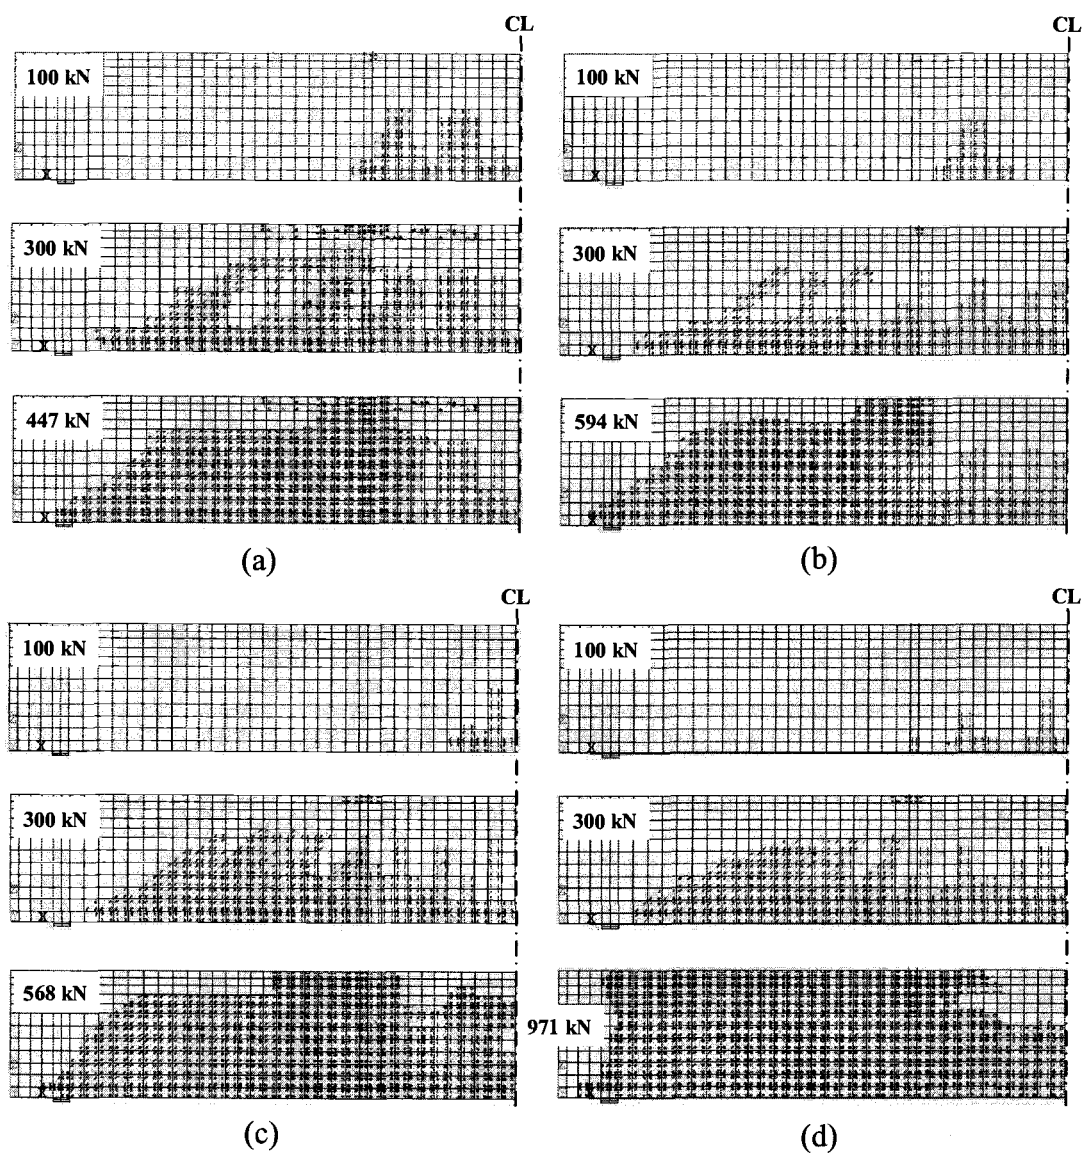 CL
CL
100 kN
100 kN
X
X
300 kN
300 kN
X
X
447 kN
594 kN
X
X
(a)
(b)
CL
CL
100 kN
100 kN
X
X
300 kN
300 kN
X
X
568 kN
971 kN
X
(c)
(d)